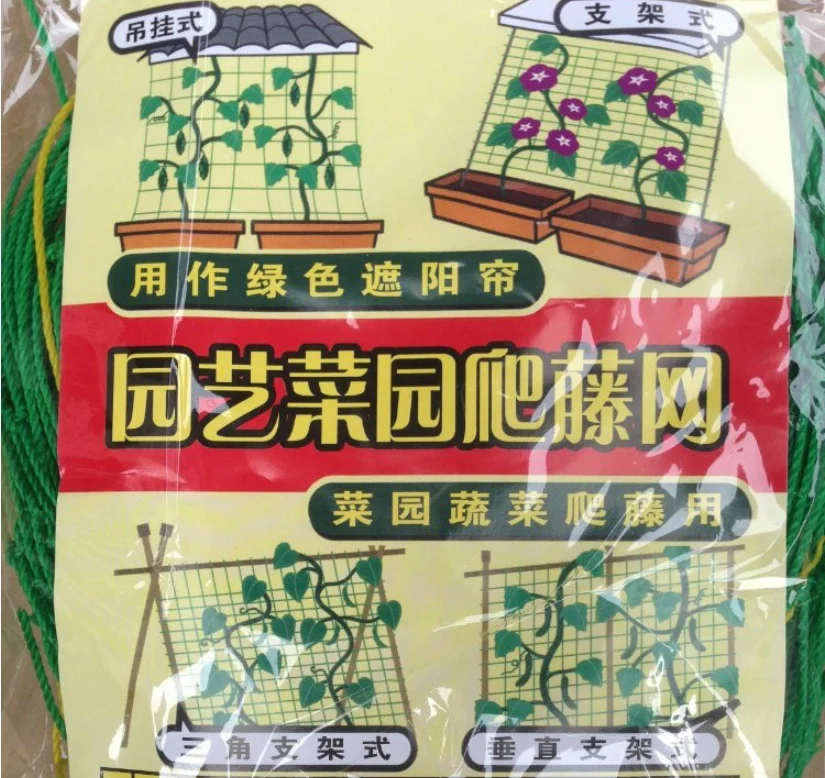 吊挂式
支架式
用作绿色遮阳帘
园艺菜园爬藤网
菜园蔬菜爬藤用
三角支架式
垂直支架式